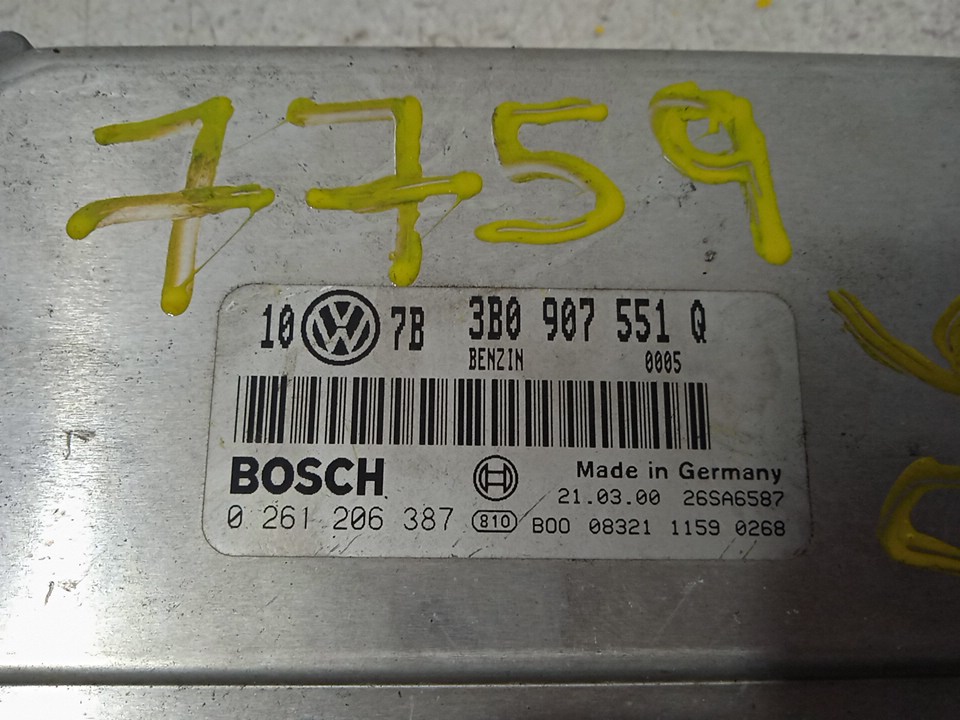 7759
10 VW 7B 3B0 907 551 Q
BENZIN 0005
BOSCH
Made in Germany
21.03.00 26SA6587
0 261 206 387 810 B00 08321 1159 0268